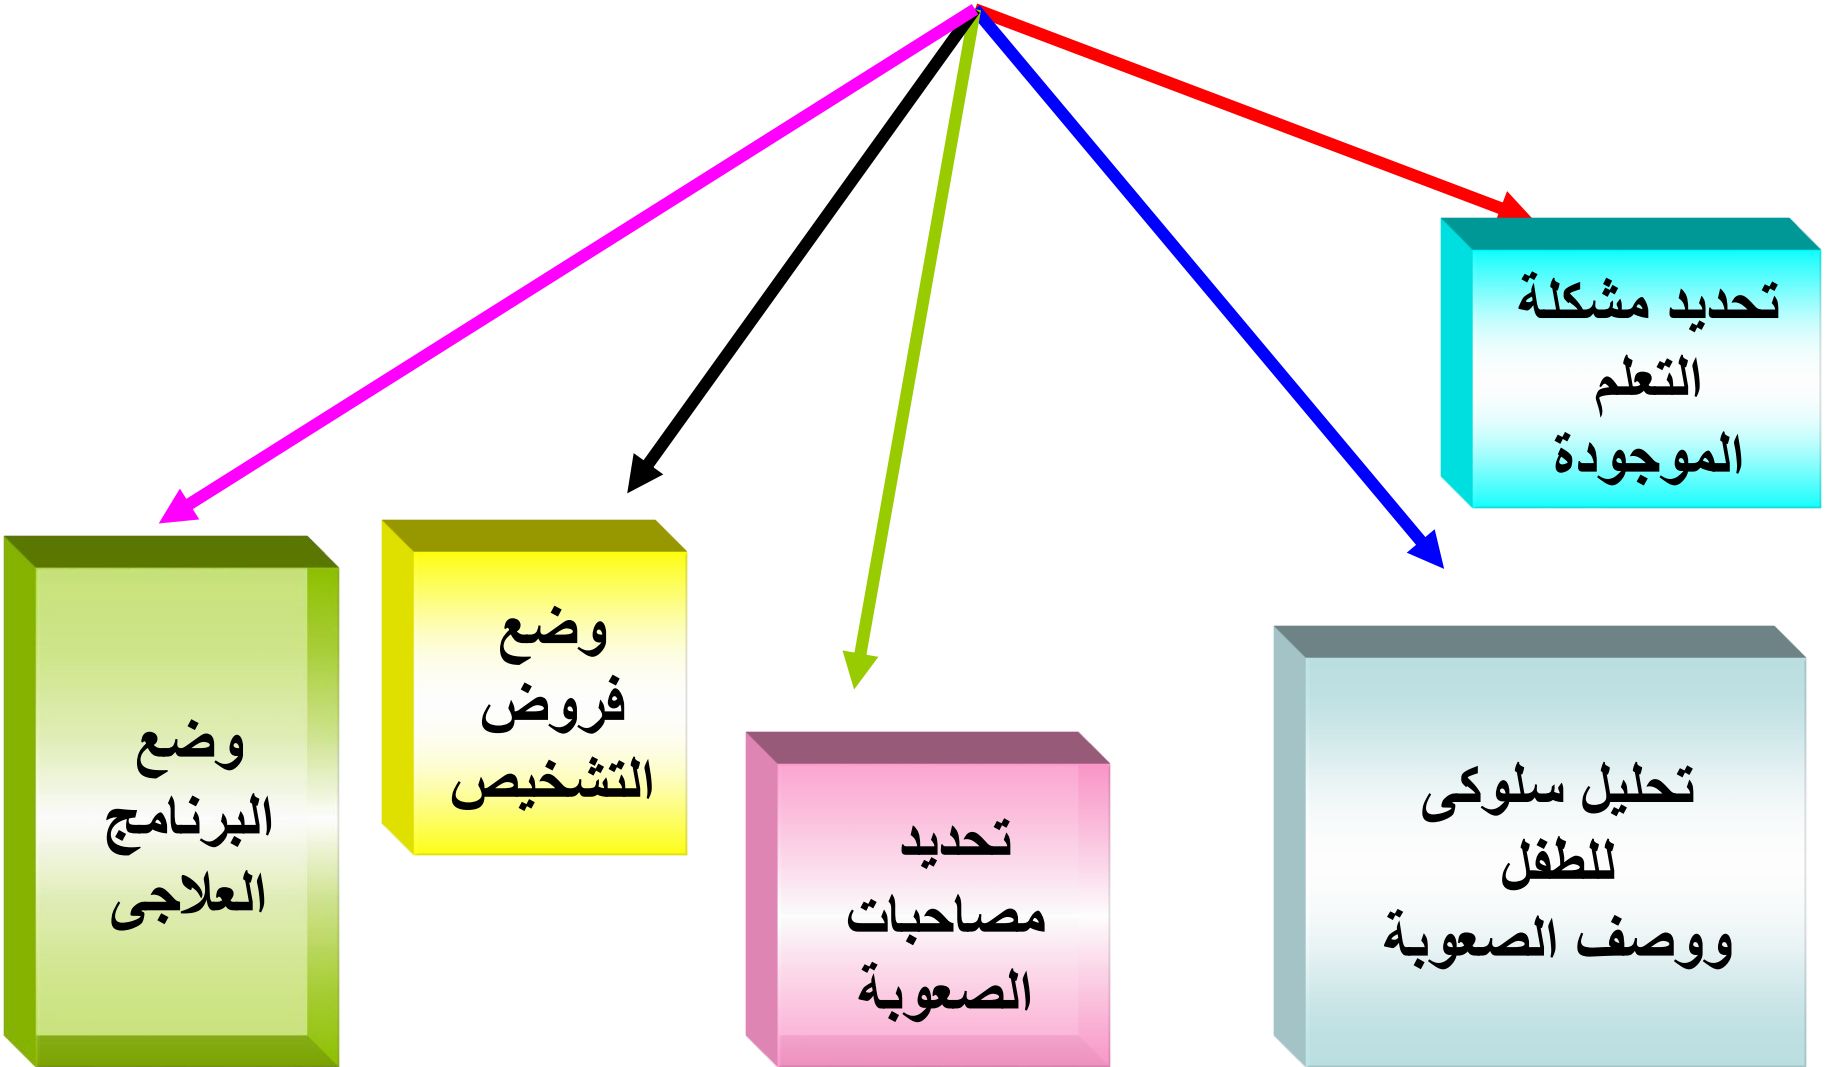 تحديد مشكلة
التعلم
الموجودة
تحليل سلوكى
للطفل
ووصف الصعوبة
تحديد
مصاحبات
الصعوبة
وضع
فروض
التشخيص
وضع
البرنامج
العلاجى